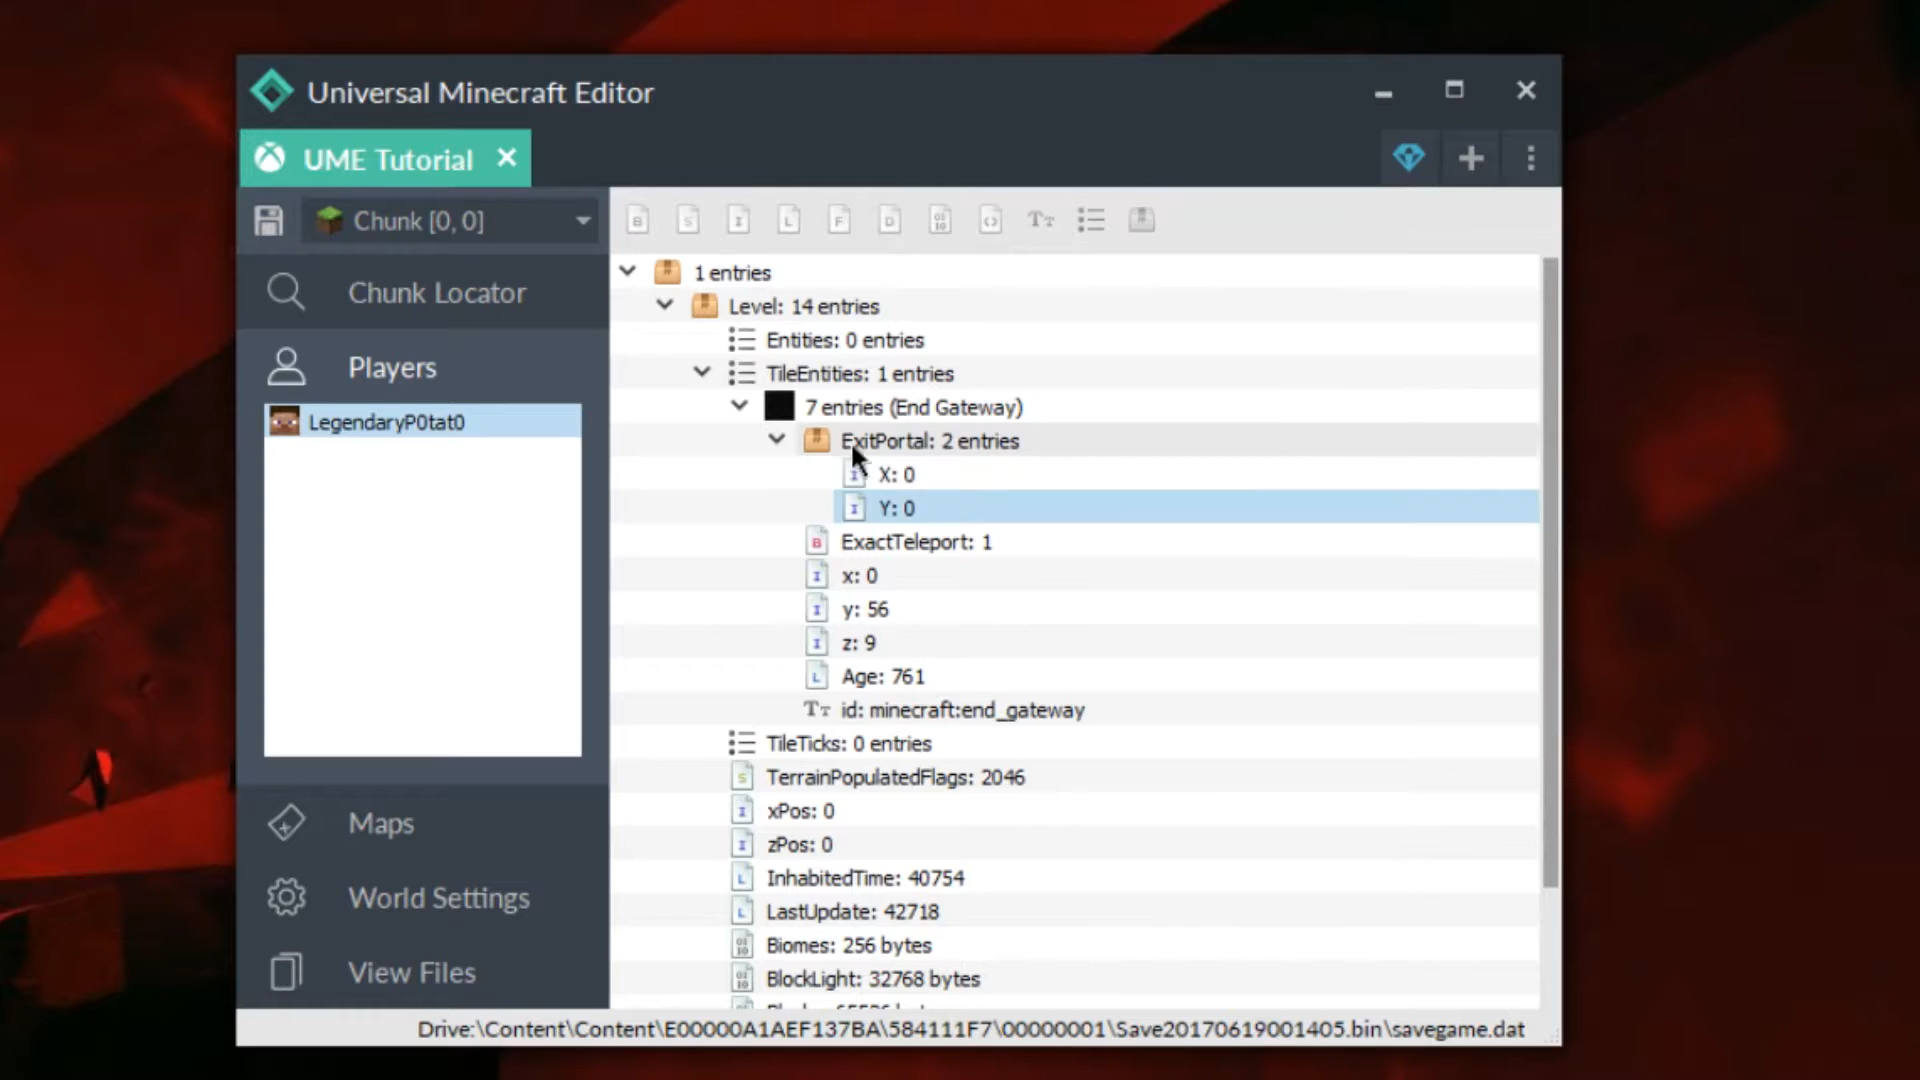 Universal Minecraft Editor
UME Tutorial
Chunk [0, 0]
Chunk Locator
Players
LegendaryP0tat0
Maps
World Settings
View Files
1 entries
Level: 14 entries
Entities: 0 entries
TileEntities: 1 entries
7 entries (End Gateway)
ExitPortal: 2 entries
X: 0
Y: 0
ExactTeleport: 1
x: 0
y: 56
z: 9
Age: 761
id: minecraft:end_gateway
TileTicks: 0 entries
TerrainPopulatedFlags: 2046
xPos: 0
zPos: 0
InhabitedTime: 40754
LastUpdate: 42718
Biomes: 256 bytes
BlockLight: 32768 bytes
Drive:\Content\Content\E00000A1AEF137BA\584111F7\00000001\Save20170619001405.bin\savegame.dat